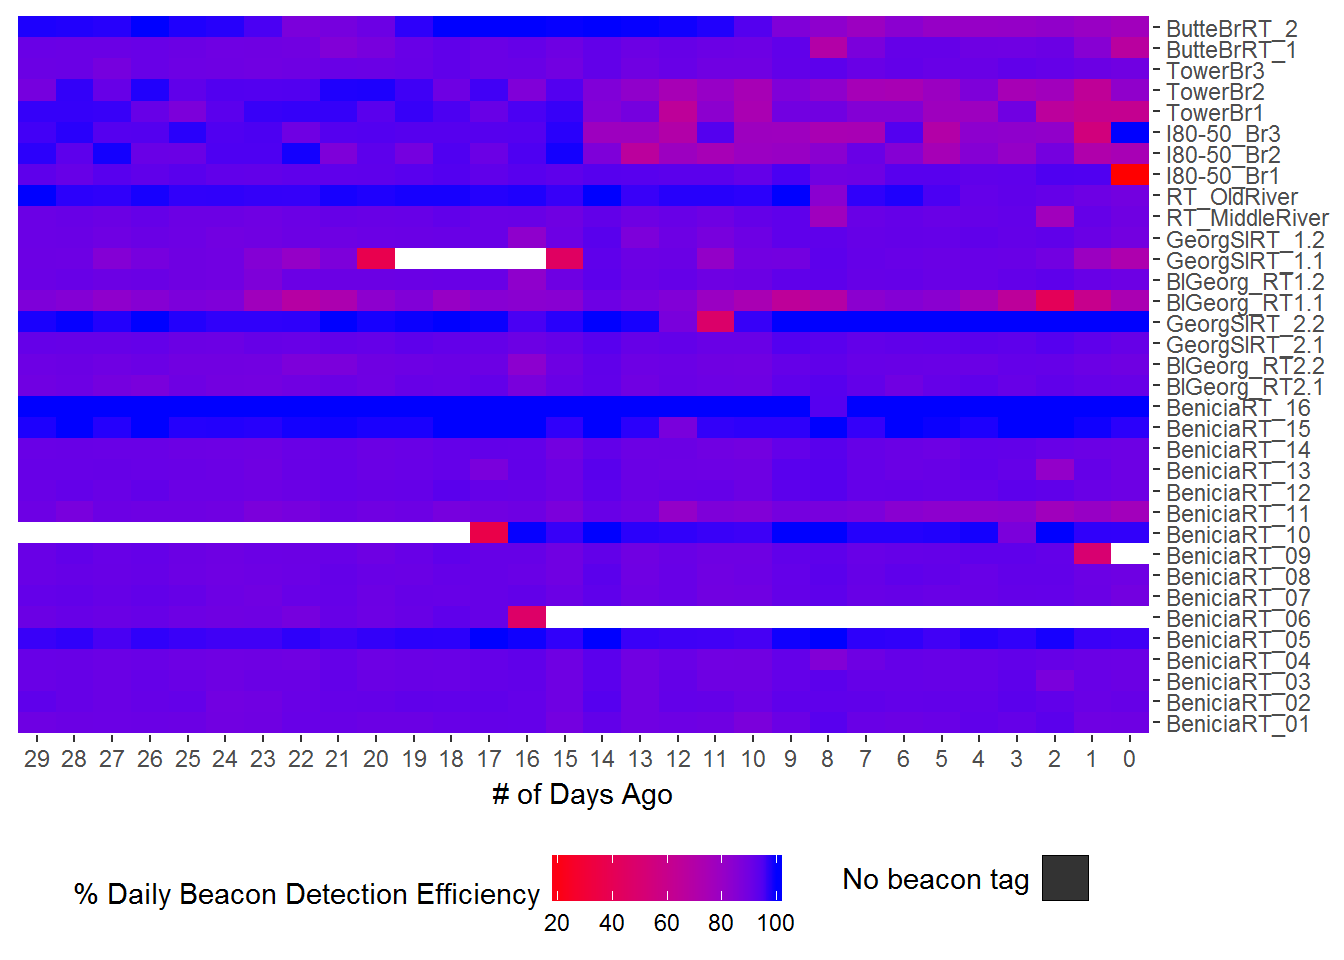 ButteBrRT_2
ButteBrRT_1
TowerBr3
TowerBr2
TowerBr1
I80-50_Br3
I80-50_Br2
I80-50_Br1
RT_OldRiver
RT_MiddleRiver
GeorgSlRT_1.2
GeorgSlRT_1.1
BlGeorg_RT1.2
BlGeorg_RT1.1
GeorgSlRT_2.2
GeorgSlRT_2.1
BlGeorg_RT2.2
BlGeorg_RT2.1
BeniciaRT_16
BeniciaRT_15
BeniciaRT_14
BeniciaRT_13
BeniciaRT_12
BeniciaRT_11
BeniciaRT_10
BeniciaRT_09
BeniciaRT_08
BeniciaRT_07
BeniciaRT_06
BeniciaRT_05
BeniciaRT_04
BeniciaRT_03
BeniciaRT_02
BeniciaRT_01
29 28 27 26 25 24 23 22 21 20 19 18 17 16 15 14 13 12 11 10 9 8 7 6 5 4 3 2 1 0
# of Days Ago
% Daily Beacon Detection Efficiency
20 40 60 80 100
No beacon tag